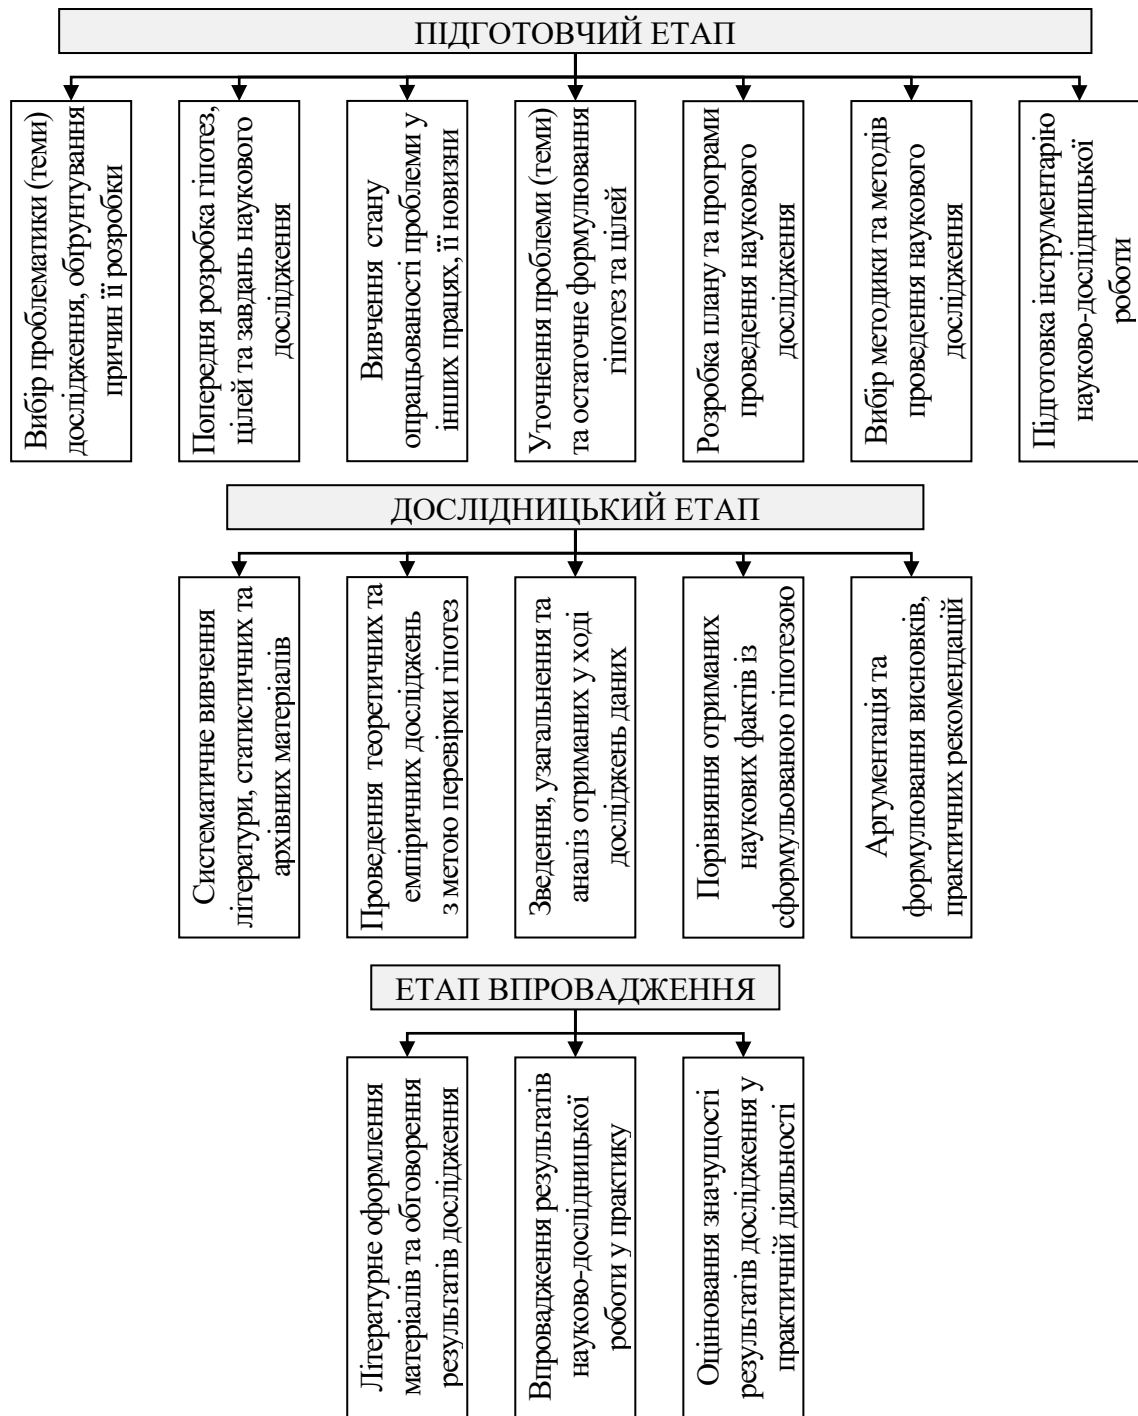 ПІДГОТОВЧИЙ ЕТАП
Вибір проблематики (теми)
дослідження, обґрунтування
причин її розробки
Попередня розробка гіпотез,
цілей та завдань наукового
дослідження
Вивчення стану
опрацьованості проблеми у
інших працях, її новизни
Уточнення проблеми (теми)
та остаточне формулювання
гіпотез та цілей
Розробка плану та програми
проведення наукового
дослідження
Вибір методики та методів
проведення наукового
дослідження
Підготовка інструментарію
науково-дослідницької
роботи
ДОСЛІДНИЦЬКИЙ ЕТАП
Систематичне вивчення
літератури, статистичних та
архівних матеріалів
Проведення теоретичних та
емпіричних досліджень
з метою перевірки гіпотез
Зведення, узагальнення та
аналіз отриманих у ході
досліджень даних
Порівняння отриманих
наукових фактів із
сформульованою гіпотезою
Аргументація та
формулювання висновків,
практичних рекомендацій
ЕТАП ВПРОВАДЖЕННЯ
Літературне оформлення
матеріалів та обговорення
результатів дослідження
Впровадження результатів
науково-дослідницької
роботи у практику
Оцінювання значущості
результатів дослідження у
практичній діяльності